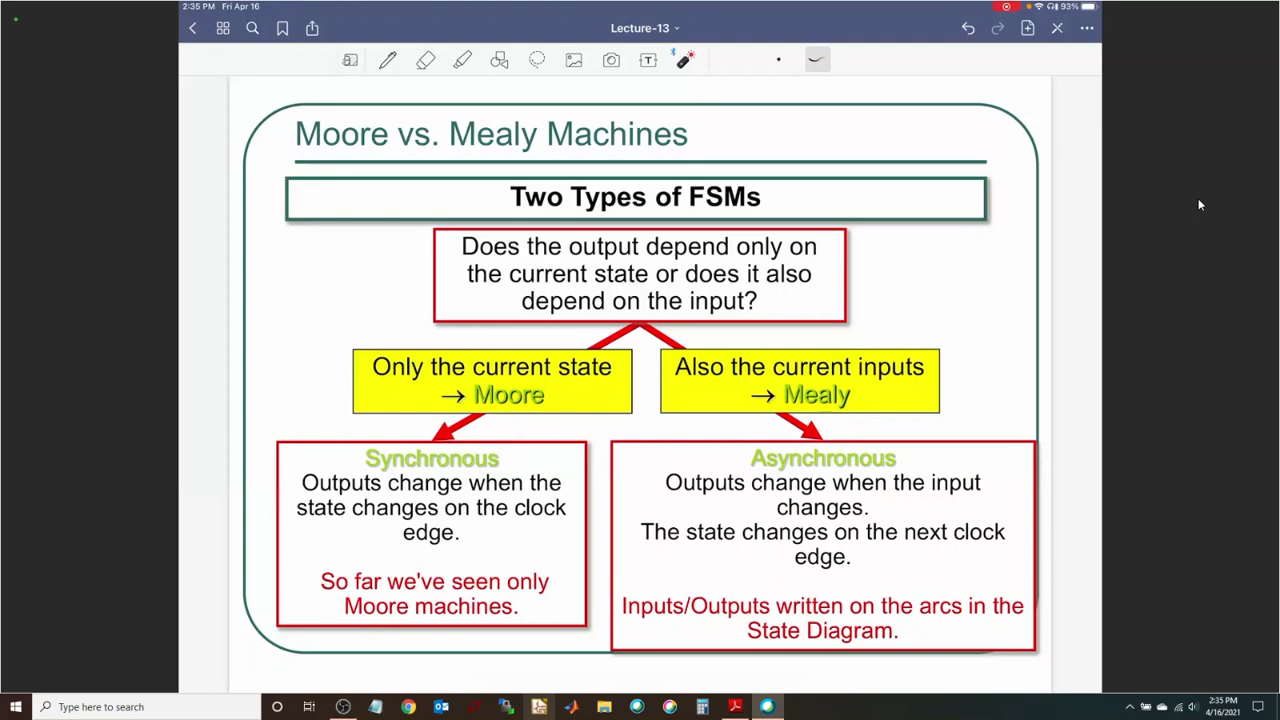 2:35 PM Fri Apr 16
93%
Lecture-13
T
Moore vs. Mealy Machines
Two Types of FSMs
Does the output depend only on
the current state or does it also
depend on the input?
Only the current state
→ Moore
Also the current inputs
→ Mealy
Synchronous
Outputs change when the
state changes on the clock
edge.
So far we've seen only
Moore machines.
Asynchronous
Outputs change when the input
changes.
The state changes on the next clock
edge.
Inputs/Outputs written on the arcs in the
State Diagram.
Type here to search
2:35 PM
4/16/2021